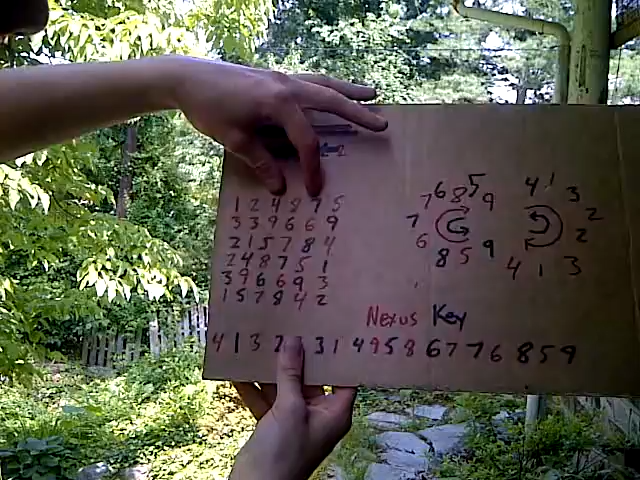 1 2 4 8 7 5
3 3 9 6 6 9
2 1 5 7 8 4
2 4 8 7 5 1
3 9 6 6 9 3
1 5 7 8 4 2
7 6 8 5 9
7 6 8 5 9
4 1 3 2
2 3 1 4
Nexus Key
4 1 3 2 3 1 4 9 5 8 6 7 7 6 8 5 9